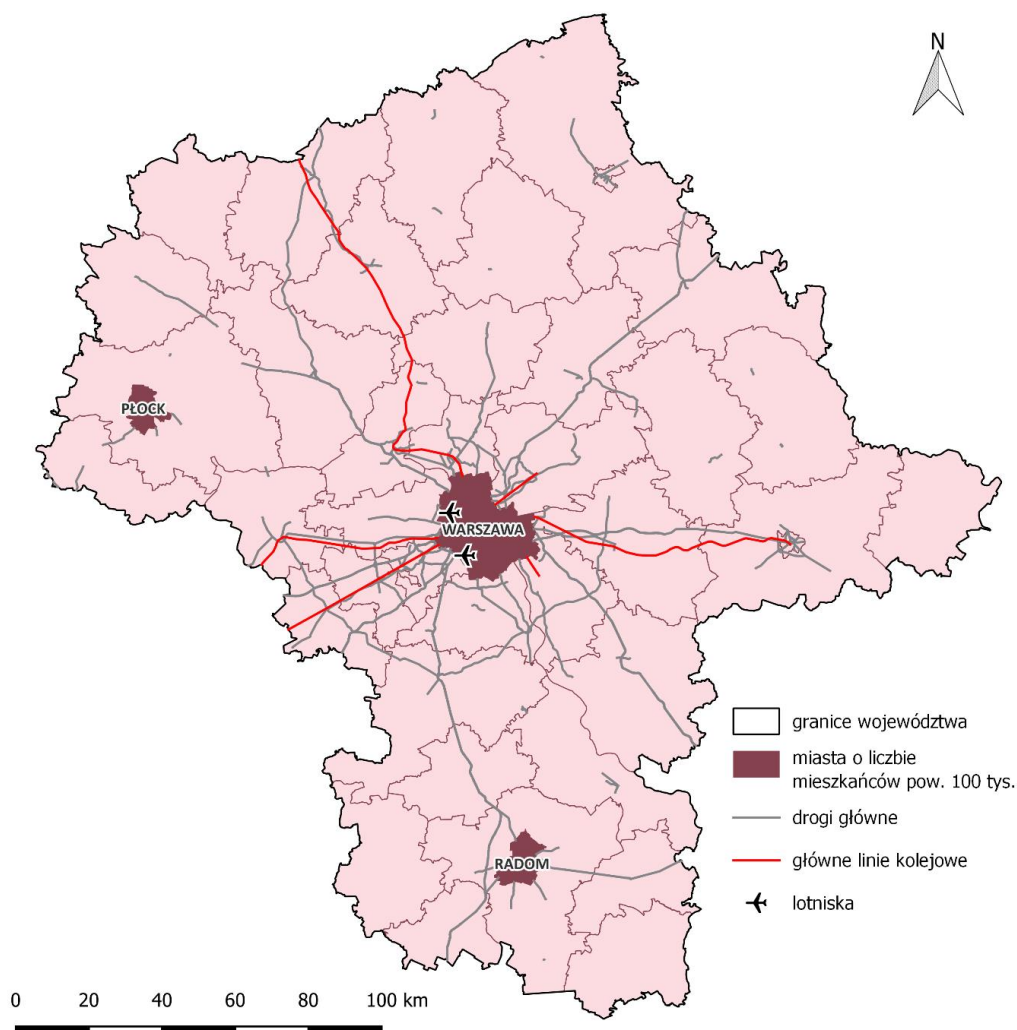 N
PŁOCK
WARSZAWA
granice województwa
miasta o liczbie
mieszkańców pow. 100 tys.
drogi główne
RADOM
główne linie kolejowe
lotniska
0 20 40 60 80 100 km